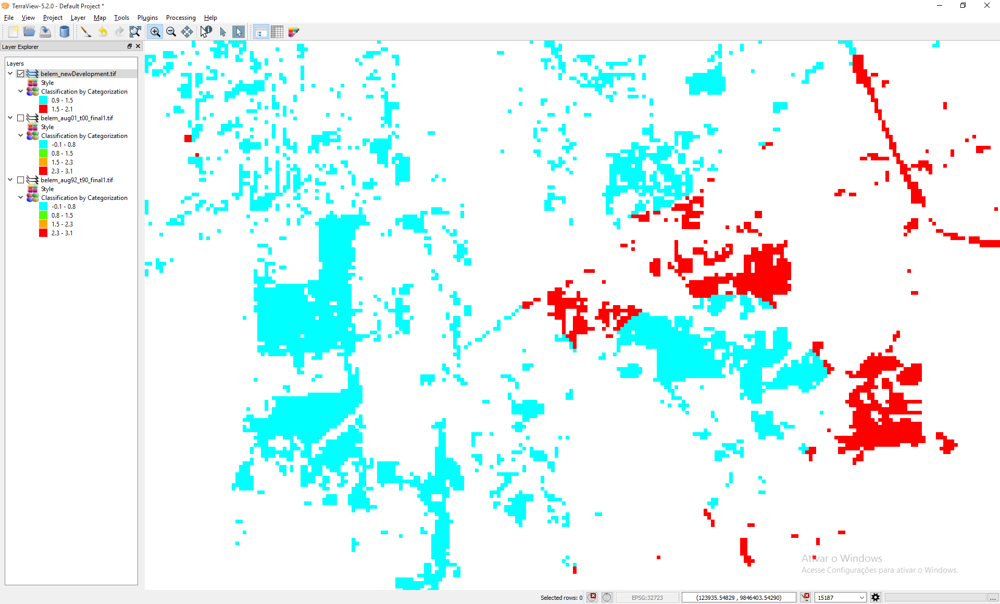 TerraView-5.2.0 - Default Project *
File View Project Layer Map Tools Plugins Processing Help
Layer Explorer
Layers
belem_newDevelopment.tif
Style
Classification by Categorization
0.9 - 1.5
1.5 - 2.1
belem_aug01_t00_final1.tif
Style
Classification by Categorization
-0.1 - 0.8
0.8 - 1.5
1.5 - 2.3
2.3 - 3.1
belem_aug92_t90_final1.tif
Style
Classification by Categorization
-0.1 - 0.8
0.8 - 1.5
1.5 - 2.3
2.3 - 3.1
Ativar o Windows
Acesse Configurações para ativar o Windows.
Selected rows: 0 EPSG:32723 (123935.54829 , 9846403.54290) 15187 ...